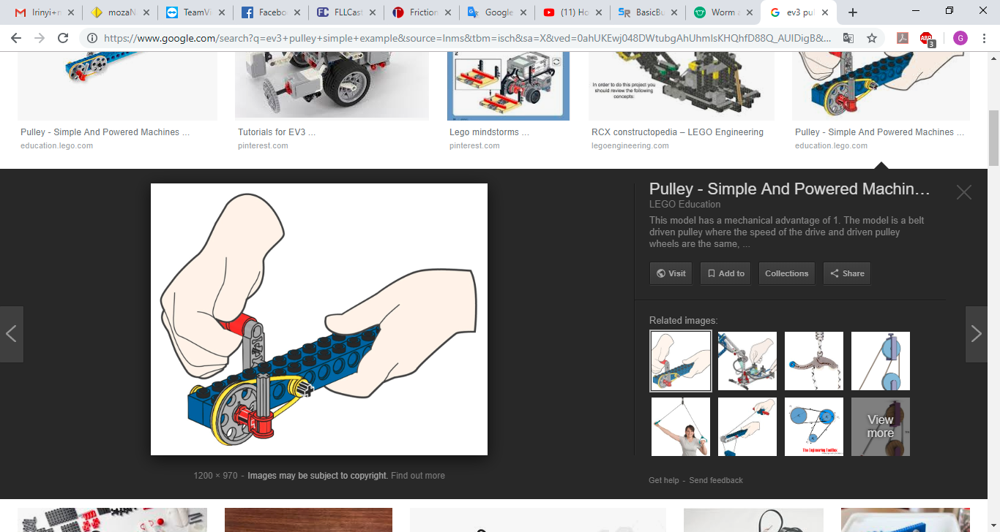 Irinyi+n
mozaN
TeamVi
Facebo
FLLCast
Friction
Google
(11) Ho
BasicBu
Worm a
ev3 pul
https://www.google.com/search?q=ev3+pulley+simple+example&source=lnms&tbm=isch&sa=X&ved=0ahUKEwj048DWtubgAhUhmIsKHQhfD88Q_AUIDigB&...
ABP
3
G
In order to do this project you
should review the following
concepts:
Pulley - Simple And Powered Machines ...
education.lego.com
Tutorials for EV3 ...
pinterest.com
Lego mindstorms ...
pinterest.com
RCX constructopedia – LEGO Engineering
legoengineering.com
Pulley - Simple And Powered Machines ...
education.lego.com
Pulley - Simple And Powered Machin...
LEGO Education
This model has a mechanical advantage of 1. The model is a belt
driven pulley where the speed of the drive and driven pulley
wheels are the same, ...
Visit
Add to
Collections
Share
Related images:
The Engineering ToolBox
View
more
1200 × 970 - Images may be subject to copyright. Find out more
Get help - Send feedback